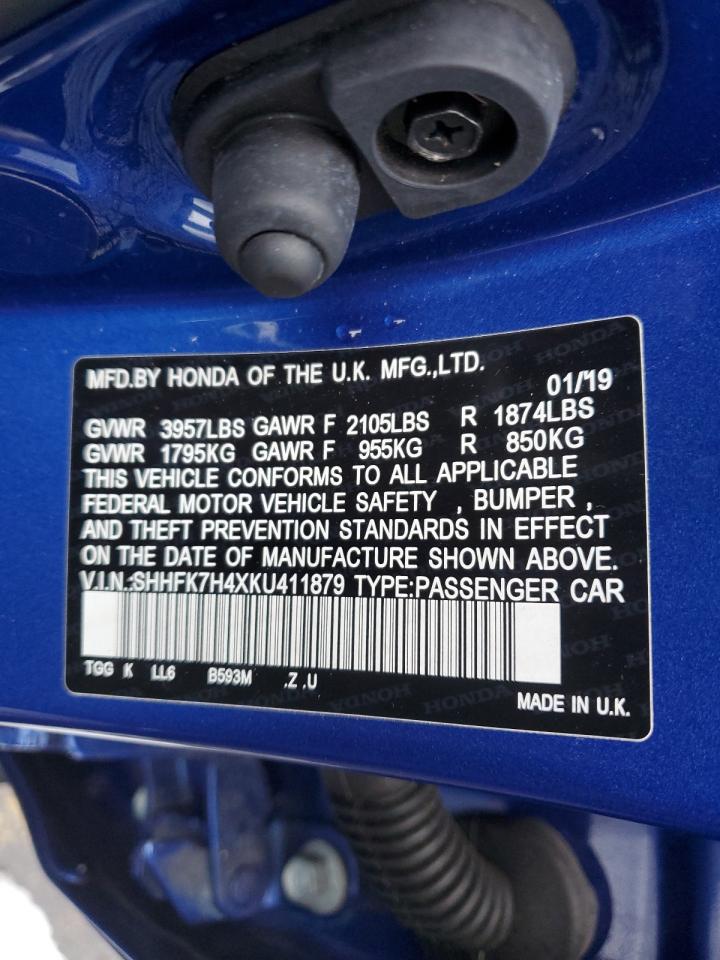 MFD.BY HONDA OF THE U.K. MFG.,LTD.
01/'19
GVWR 3957LBS GAWR F 2105LBS R 1874LBS
GVWR 1795KG GAWR F 955KG R 850KG
THIS VEHICLE CONFORMS TO ALL APPLICABLE
FEDERAL MOTOR VEHICLE SAFETY , BUMPER ,
AND THEFT PREVENTION STANDARDS IN EFFECT
ON THE DATE OF MANUFACTURE SHOWN ABOVE.
V.I.N.:SHHFK7H4XKU411879 TYPE:PASSENGER CAR
TGG K LL6 B593M .Z .U
MADE IN U.K.